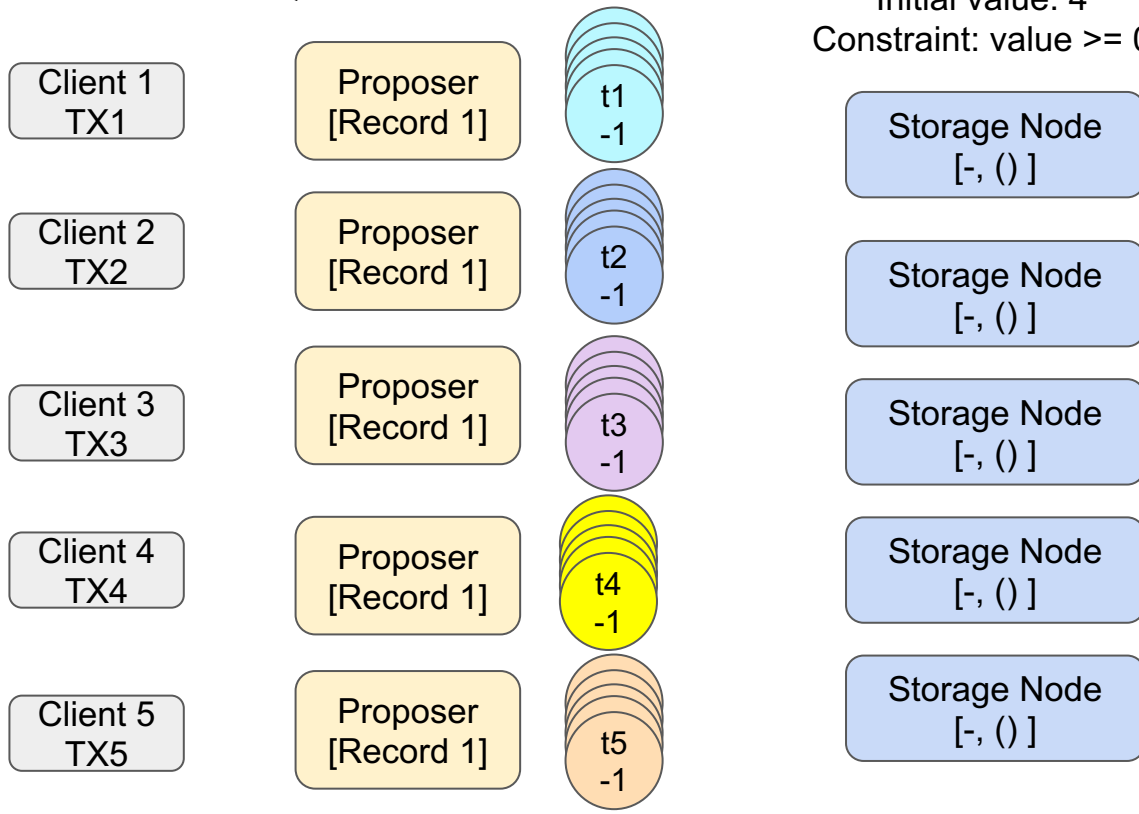 Initial value: 4
Constraint: value >= 0
Client 1
TX1
Proposer
[Record 1]
t1
-1
Storage Node
[-, () ]
Client 2
TX2
Proposer
[Record 1]
t2
-1
Storage Node
[-, () ]
Client 3
TX3
Proposer
[Record 1]
t3
-1
Storage Node
[-, () ]
Client 4
TX4
Proposer
[Record 1]
t4
-1
Storage Node
[-, () ]
Client 5
TX5
Proposer
[Record 1]
t5
-1
Storage Node
[-, () ]